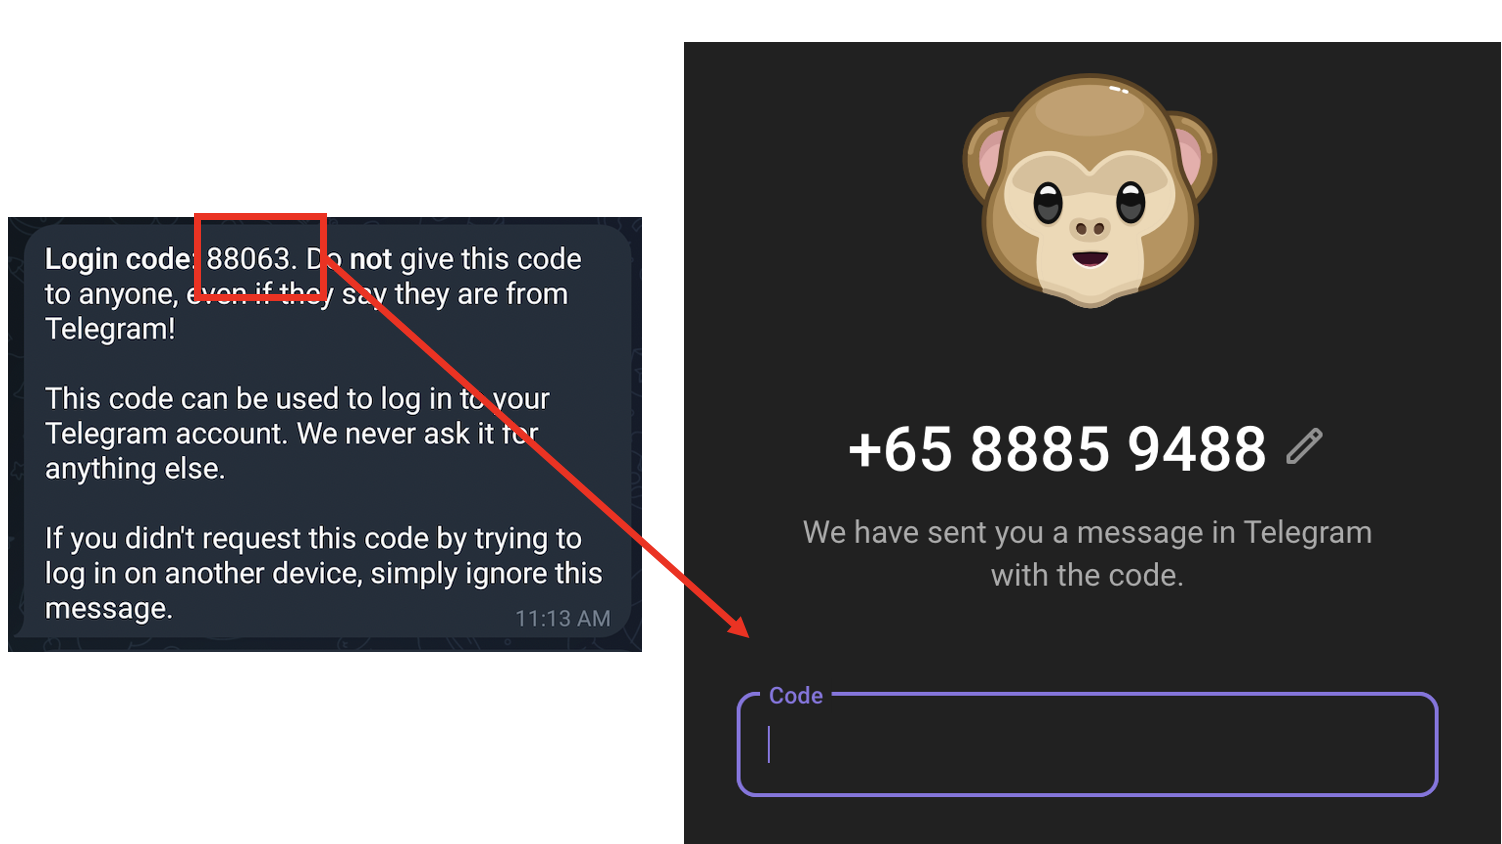 Login code: 88063. Do not give this code
to anyone, even if they say they are from
Telegram!
This code can be used to log in to your
Telegram account. We never ask it for
anything else.
If you didn't request this code by trying to
log in on another device, simply ignore this
message.
11:13 AM
+65 8885 9488
We have sent you a message in Telegram
with the code.
Code